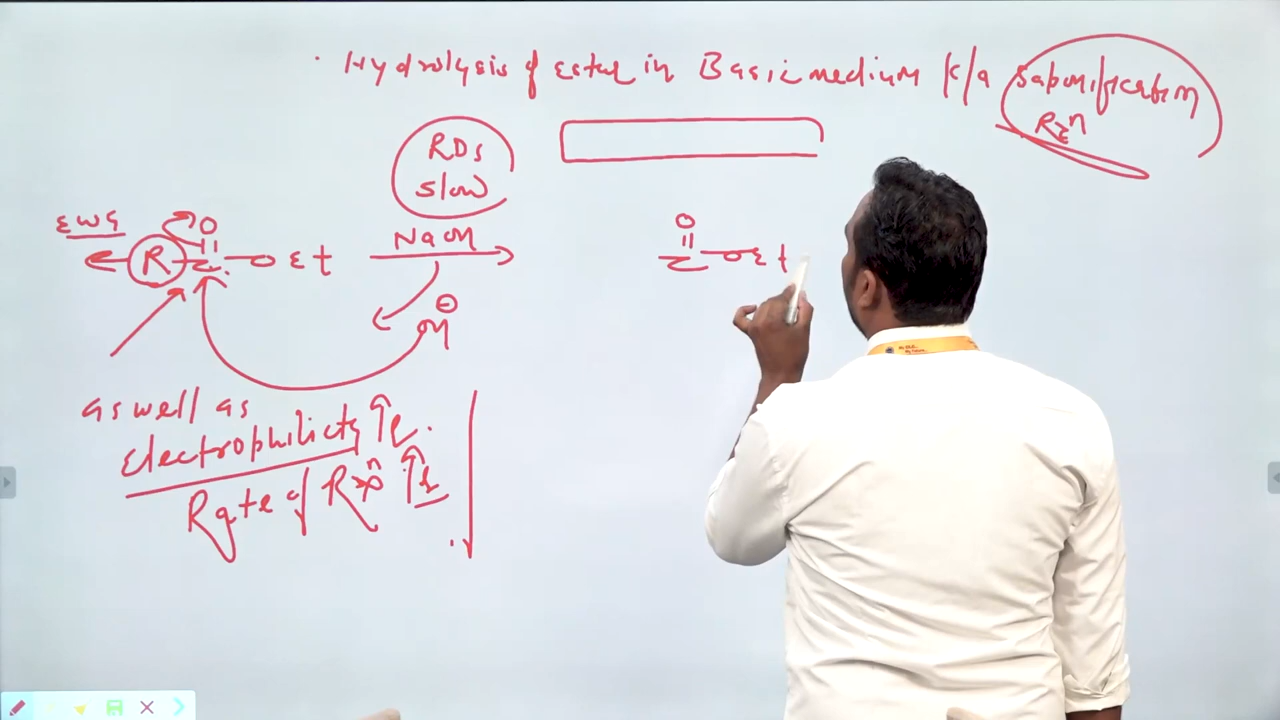 · Hydrolysis of ester in Basic medium k/a saponification
Rxn
RDS
slow
EWG
O
R-C-O Et
NaOH
⊖
OH
O
C-OEt
as well as
Electrophilicity ↑e.
Rate of Rxn ↑e